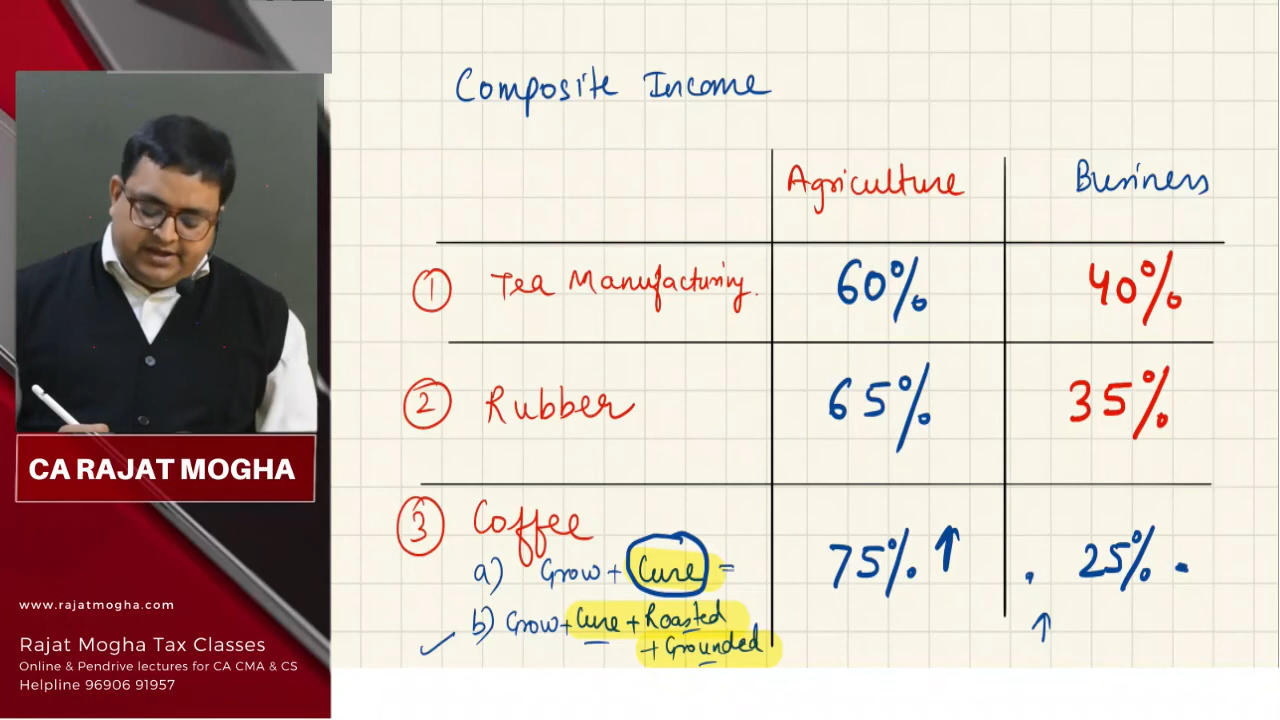 Composite Income
Agriculture Business
① Tea Manufacturing. 60% 40%
② Rubber 65% 35%
③ Coffee
a) Grow + Cure = 75% ↑ 25%
b) Grow + Cure + Roasted
+ Grounded ↑
CA RAJAT MOGHA
www.rajatmogha.com
Rajat Mogha Tax Classes
Online & Pendrive lectures for CA CMA & CS
Helpline 96906 91957